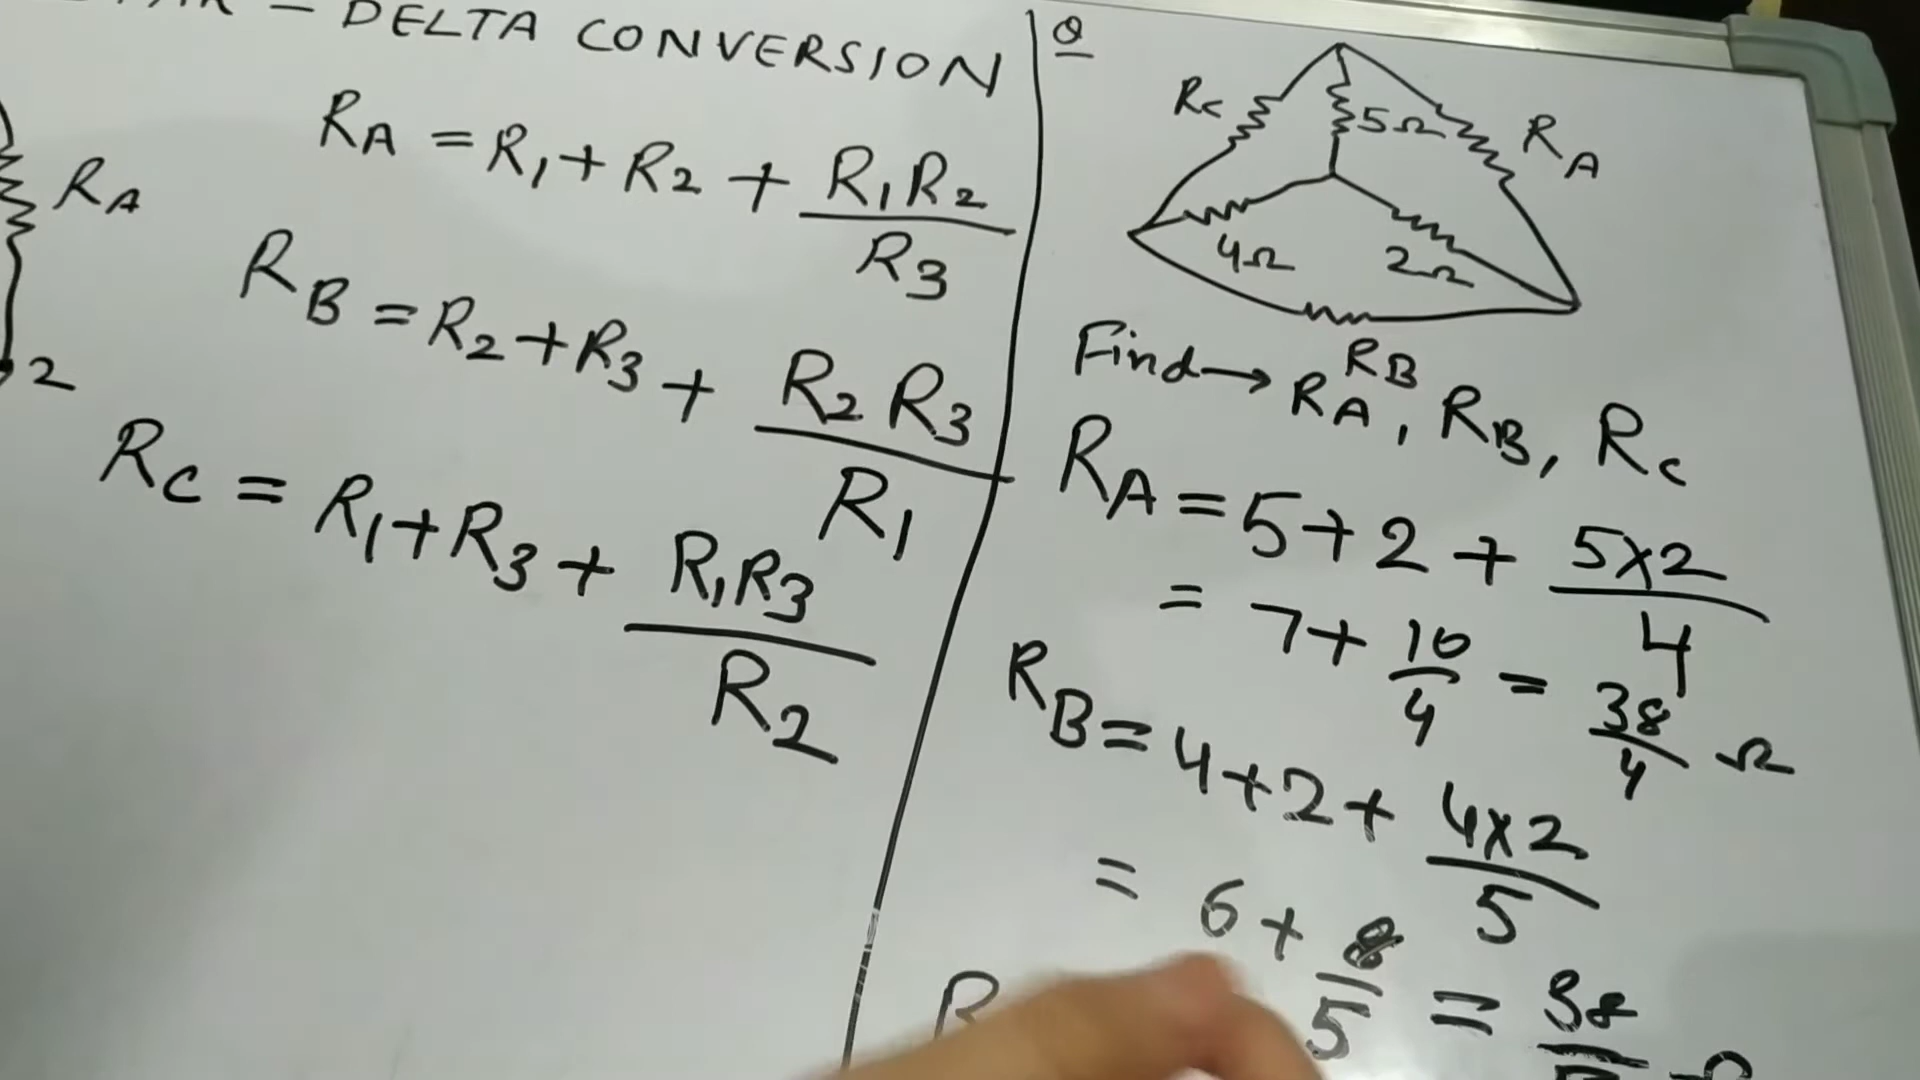 — DELTA CONVERSION
RA
2
RA = R1 + R2 + R1R2 / R3
RB = R2 + R3 + R2 R3 / R1
RC = R1 + R3 + R1R3 / R2
Q
RC
5Ω
RA
4Ω
2Ω
RB
Find → RA, RB, RC
RA = 5 + 2 + 5×2 / 4
= 7 + 10/4 = 38/4 Ω
RB = 4 + 2 + 4×2 / 5
= 6 + 8/5 = 38
R